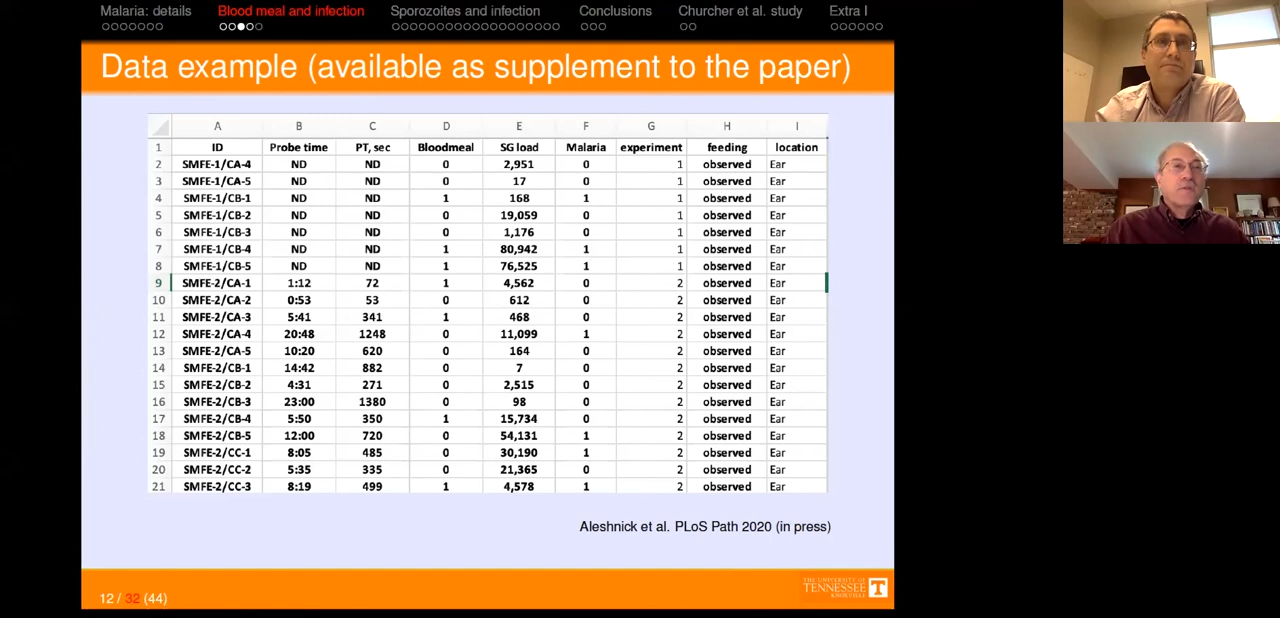 Malaria: details Blood meal and infection Sporozoites and infection Conclusions Churcher et al. study Extra I
Data example (available as supplement to the paper)
A B C D E F G H I
1 ID Probe time PT, sec Bloodmeal SG load Malaria experiment feeding location
2 SMFE-1/CA-4 ND ND 0 2,951 0 1 observed Ear
3 SMFE-1/CA-5 ND ND 0 17 0 1 observed Ear
4 SMFE-1/CB-1 ND ND 1 168 1 1 observed Ear
5 SMFE-1/CB-2 ND ND 0 19,059 0 1 observed Ear
6 SMFE-1/CB-3 ND ND 0 1,176 0 1 observed Ear
7 SMFE-1/CB-4 ND ND 1 80,942 1 1 observed Ear
8 SMFE-1/CB-5 ND ND 1 76,525 1 1 observed Ear
9 SMFE-2/CA-1 1:12 72 1 4,562 0 2 observed Ear
10 SMFE-2/CA-2 0:53 53 0 612 0 2 observed Ear
11 SMFE-2/CA-3 5:41 341 1 468 0 2 observed Ear
12 SMFE-2/CA-4 20:48 1248 0 11,099 1 2 observed Ear
13 SMFE-2/CA-5 10:20 620 0 164 0 2 observed Ear
14 SMFE-2/CB-1 14:42 882 0 7 0 2 observed Ear
15 SMFE-2/CB-2 4:31 271 0 2,515 0 2 observed Ear
16 SMFE-2/CB-3 23:00 1380 0 98 0 2 observed Ear
17 SMFE-2/CB-4 5:50 350 1 15,734 0 2 observed Ear
18 SMFE-2/CB-5 12:00 720 0 54,131 1 2 observed Ear
19 SMFE-2/CC-1 8:05 485 0 30,190 1 2 observed Ear
20 SMFE-2/CC-2 5:35 335 0 21,365 0 2 observed Ear
21 SMFE-2/CC-3 8:19 499 1 4,578 1 2 observed Ear
Aleshnick et al. PLoS Path 2020 (in press)
THE UNIVERSITY OF
TENNESSEE T
KNOXVILLE
12 / 32 (44)